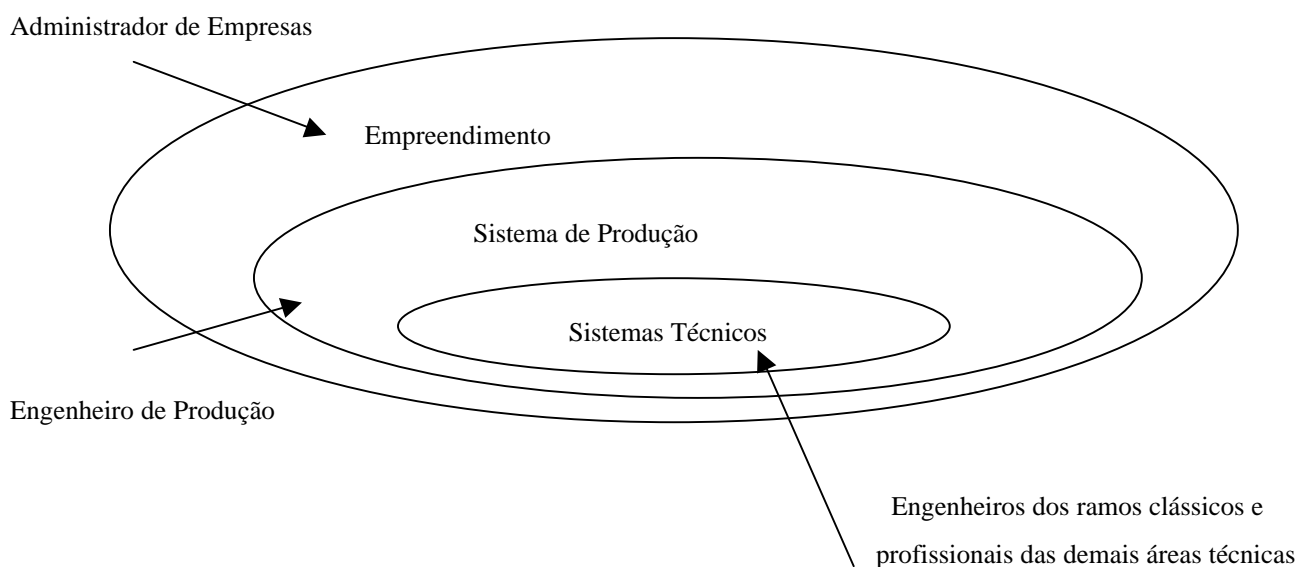 Administrador de Empresas
Empreendimento
Sistema de Produção
Sistemas Técnicos
Engenheiro de Produção
Engenheiros dos ramos clássicos e
profissionais das demais áreas técnicas